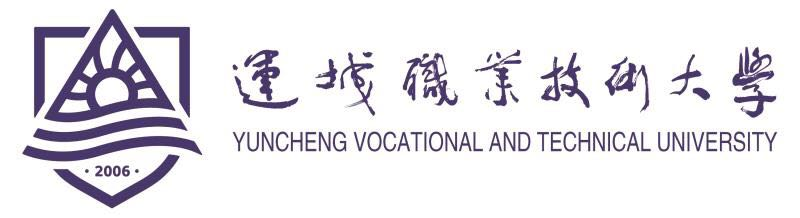 運城職業技術大學
YUNCHENG VOCATIONAL AND TECHNICAL UNIVERSITY
· 2006 ·